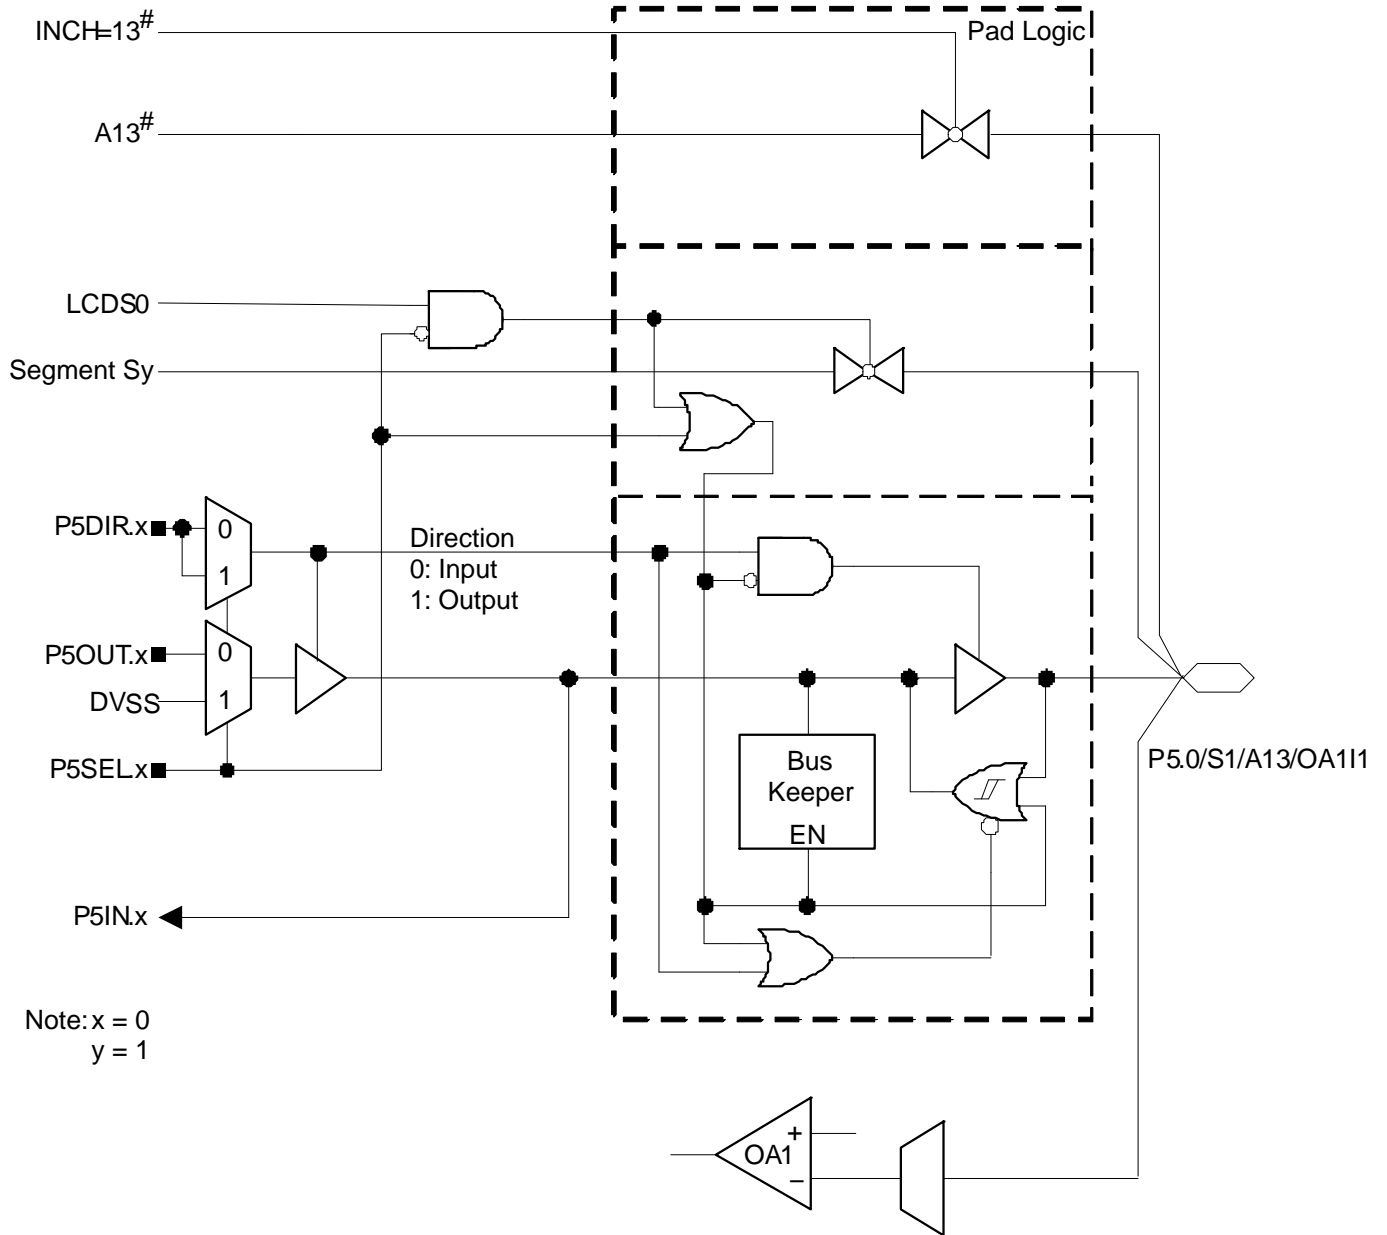 INCH=13#
Pad Logic
A13#
LCDS0
Segment Sy
P5DIR.x
0
1
Direction
0: Input
1: Output
P5OUT.x
0
DVSS
1
P5SEL.x
Bus
Keeper
EN
P5.0/S1/A13/OA1I1
P5IN.x
Note: x = 0
y = 1
+
OA1
−